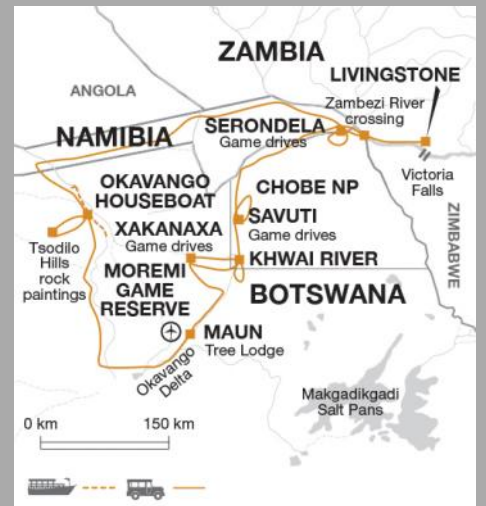 ZAMBIA
LIVINGSTONE
ANGOLA
Zambezi River
crossing
SERONDELA
Game drives
NAMIBIA
Victoria
Falls
OKAVANGO
HOUSEBOAT
CHOBE NP
ZIMBABWE
XAKANAXA
Game drives
SAVUTI
Game drives
Tsodilo
Hills
rock
paintings
MOREMI
GAME
RESERVE
KHWAI RIVER
BOTSWANA
MAUN
Tree Lodge
Okavango
Delta
Makgadikgadi
Salt Pans
0 km
150 km